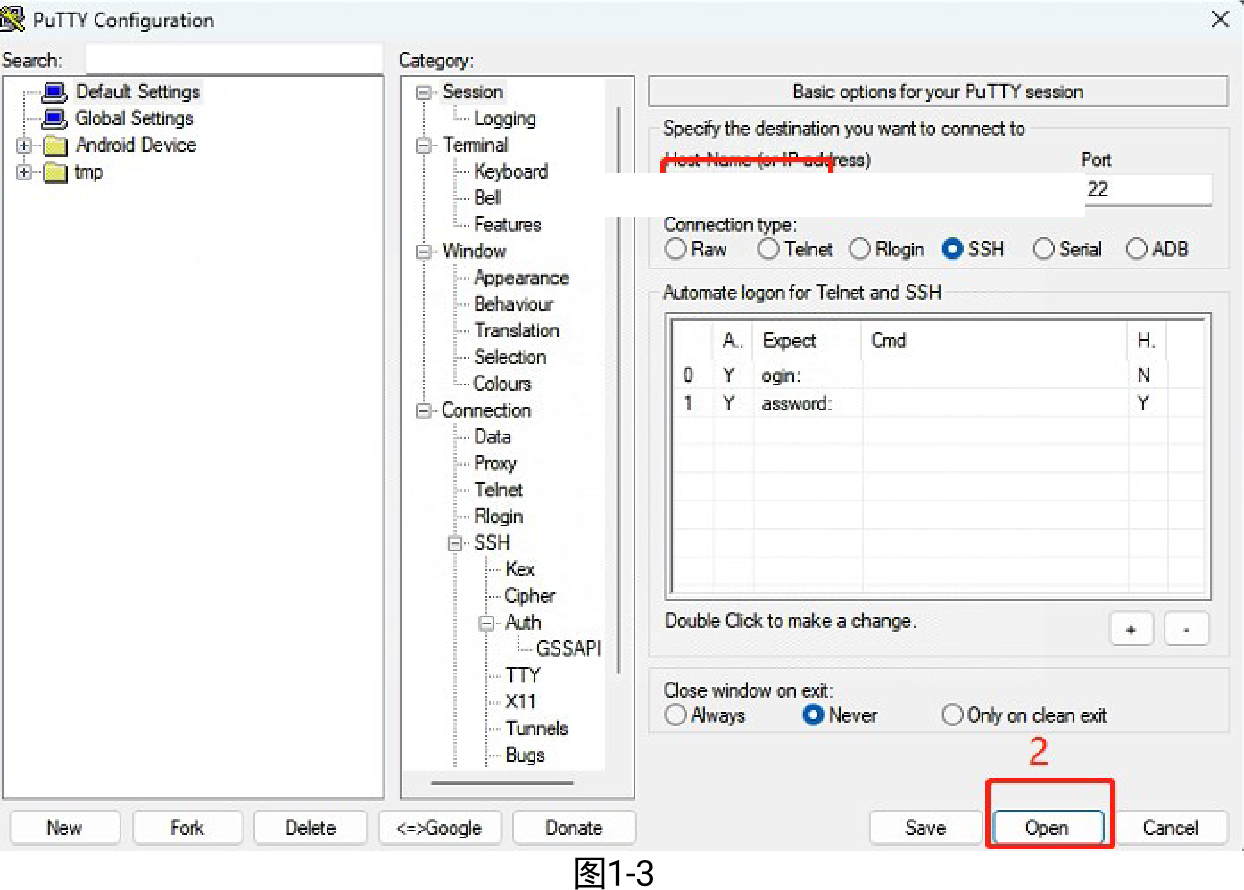 PuTTY Configuration
Search:
Default Settings
Global Settings
Android Device
tmp
Category:
Session
Logging
Terminal
Keyboard
Bell
Features
Window
Appearance
Behaviour
Translation
Selection
Colours
Connection
Data
Proxy
Telnet
Rlogin
SSH
Kex
Cipher
Auth
GSSAPI
TTY
X11
Tunnels
Bugs
Basic options for your PuTTY session
Specify the destination you want to connect to
Host Name (or IP address) Port
22
Connection type:
Raw Telnet Rlogin SSH Serial ADB
Automate logon for Telnet and SSH
A.. Expect Cmd H.
0 Y ogin: N
1 Y assword: Y
Double Click to make a change.
+ -
Close window on exit:
Always Never Only on clean exit
2
New Fork Delete <=>Google Donate Save Open Cancel
图1-3